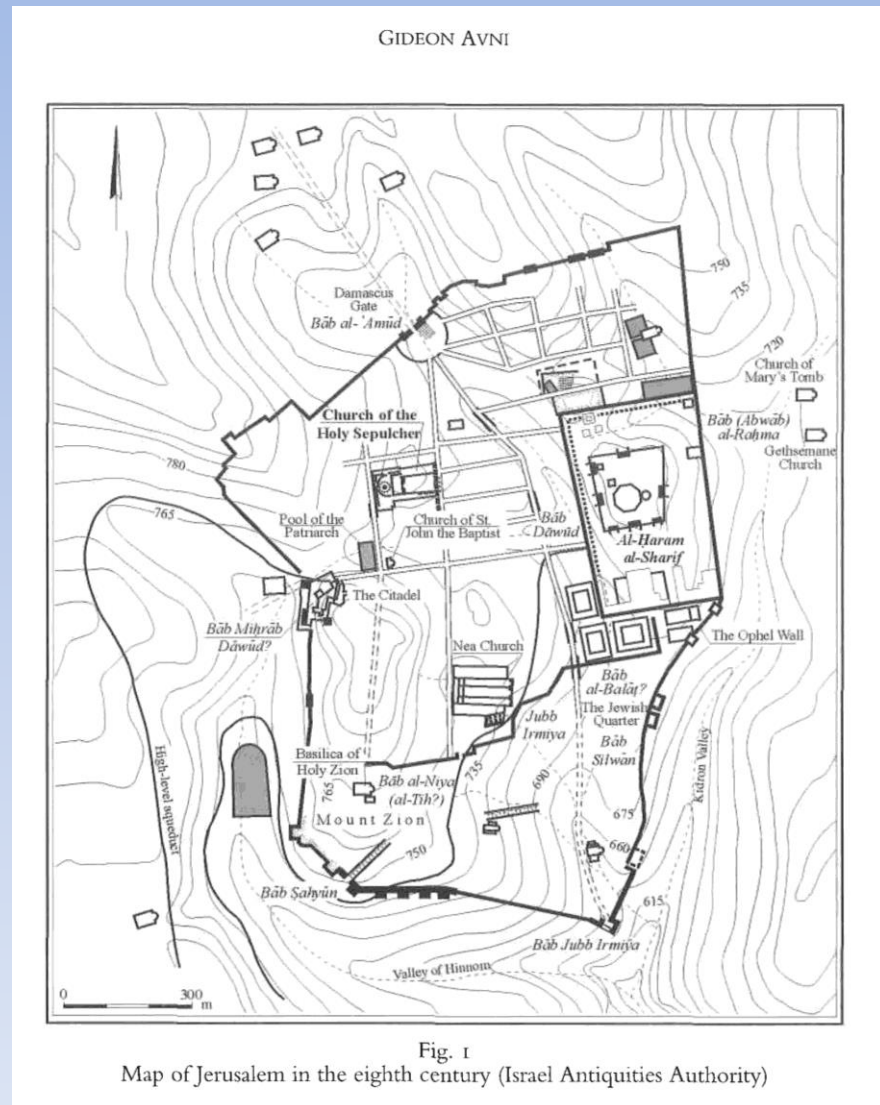 GIDEON AVNI
750
735
720
Damascus
Gate
Bāb al-'Amūd
Church of
Mary's Tomb
Church of the
Holy Sepulcher
Bāb (Abwāb)
al-Raḥma
Gethsemane
Church
780
765
Pool of the
Patriarch
Church of St.
John the Baptist
Bāb
Dāwūd
Al-Ḥaram
al-Sharif
The Citadel
Bāb Miḥrāb
Dāwūd?
Nea Church
The Ophel Wall
Bāb
al-Balāṭ?
The Jewish
Quarter
Jubb
Irmiya
Bāb
Silwān
High-level aqueduct
Basilica of
Holy Zion
765
Bāb al-Niya
(al-Tih?)
735
690
Kidron Valley
Mount Zion
675
660
750
Bāb Ṣahyūn
615
Bāb Jubb Irmiya
Valley of Hinnom
0 300
m
Fig. 1
Map of Jerusalem in the eighth century (Israel Antiquities Authority)